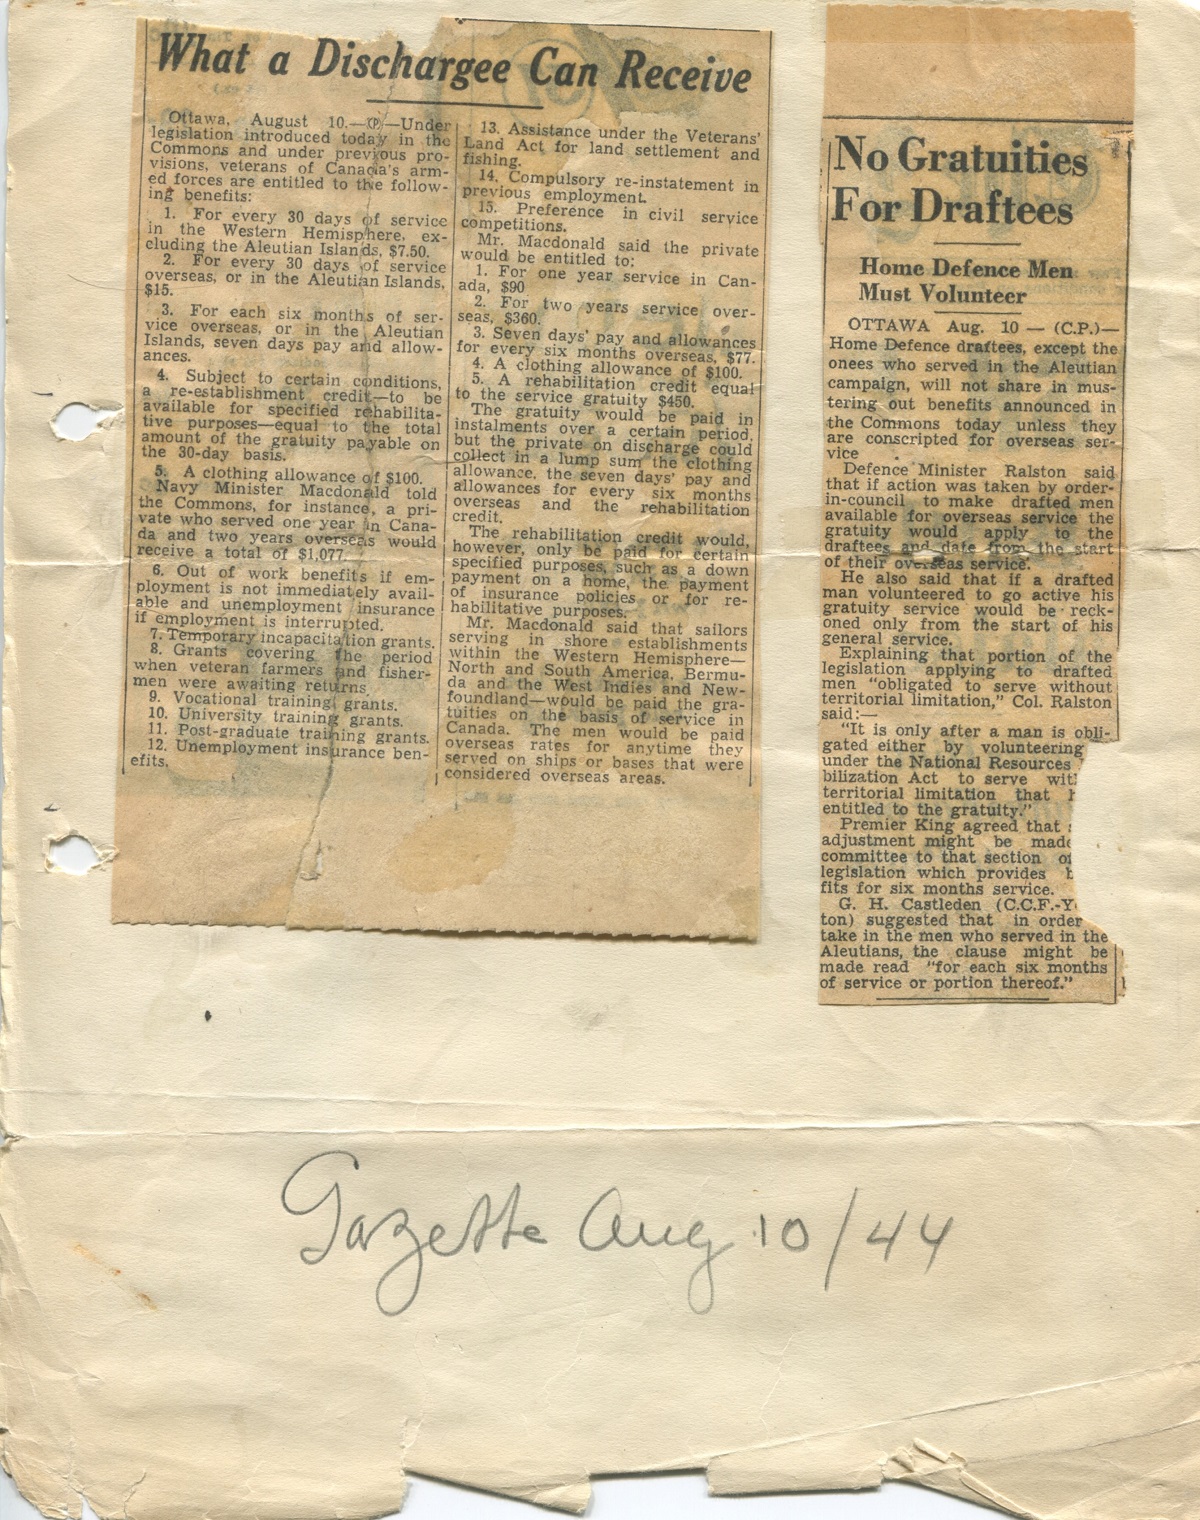 What a Dischargee Can Receive
Ottawa, August 10.—(CP)—Under
legislation introduced today in the
Commons and under previous pro-
visions, veterans of Canada's arm-
ed forces are entitled to the follow-
ing benefits:
1. For every 30 days of service
in the Western Hemisphere, ex-
cluding the Aleutian Islands, $7.50.
2. For every 30 days of service
overseas, or in the Aleutian Islands,
$15.
3. For each six months of ser-
vice overseas, or in the Aleutian
Islands, seven days pay and allow-
ances.
4. Subject to certain conditions,
a re-establishment credit—to be
available for specified rehabilita-
tive purposes—equal to the total
amount of the gratuity payable on
the 30-day basis.
5. A clothing allowance of $100.
Navy Minister Macdonald told
the Commons, for instance, a pri-
vate who served one year in Cana-
da and two years overseas would
receive a total of $1,077.
6. Out of work benefits if em-
ployment is not immediately avail-
able and unemployment insurance
if employment is interrupted.
7. Temporary incapacitation grants.
8. Grants covering the period
when veteran farmers and fisher-
men were awaiting returns.
9. Vocational training grants.
10. University training grants.
11. Post-graduate training grants.
12. Unemployment insurance ben-
efits.
13. Assistance under the Veterans'
Land Act for land settlement and
fishing.
14. Compulsory re-instatement in
previous employment.
15. Preference in civil service
competitions.
Mr. Macdonald said the private
would be entitled to:
1. For one year service in Can-
ada, $90
2. For two years service over-
seas, $360.
3. Seven days' pay and allowances
for every six months overseas, $77.
4. A clothing allowance of $100.
5. A rehabilitation credit equal
to the service gratuity $450.
The gratuity would be paid in
instalments over a certain period,
but the private on discharge could
collect in a lump sum the clothing
allowance, the seven days' pay and
allowances for every six months
overseas and the rehabilitation
credit.
The rehabilitation credit would,
however, only be paid for certain
specified purposes, such as a down
payment on a home, the payment
of insurance policies or for re-
habilitative purposes.
Mr. Macdonald said that sailors
serving in shore establishments
within the Western Hemisphere—
North and South America, Bermu-
da and the West Indies and New-
foundland—would be paid the gra-
tuities on the basis of service in
Canada. The men would be paid
overseas rates for anytime they
served on ships or bases that were
considered overseas areas.
No Gratuities
For Draftees
Home Defence Men
Must Volunteer
OTTAWA Aug. 10 — (C.P.)—
Home Defence draftees, except the
onees who served in the Aleutian
campaign, will not share in mus-
tering out benefits announced in
the Commons today unless they
are conscripted for overseas ser-
vice
Defence Minister Ralston said
that if action was taken by order-
in-council to make drafted men
available for overseas service the
gratuity would apply to the
draftees and date from the start
of their overseas service.
He also said that if a drafted
man volunteered to go active his
gratuity service would be reck-
oned only from the start of his
general service.
Explaining that portion of the
legislation applying to drafted
men "obligated to serve without
territorial limitation," Col. Ralston
said:—
"It is only after a man is obli-
gated either by volunteering
under the National Resources
bilization Act to serve wit
territorial limitation that
entitled to the gratuity."
Premier King agreed that
adjustment might be made
committee to that section of
legislation which provides
fits for six months service.
G. H. Castleden (C.C.F.-Y
ton) suggested that in order
take in the men who served in the
Aleutians, the clause might be
made read "for each six months
of service or portion thereof."
Gazette Aug 10/44